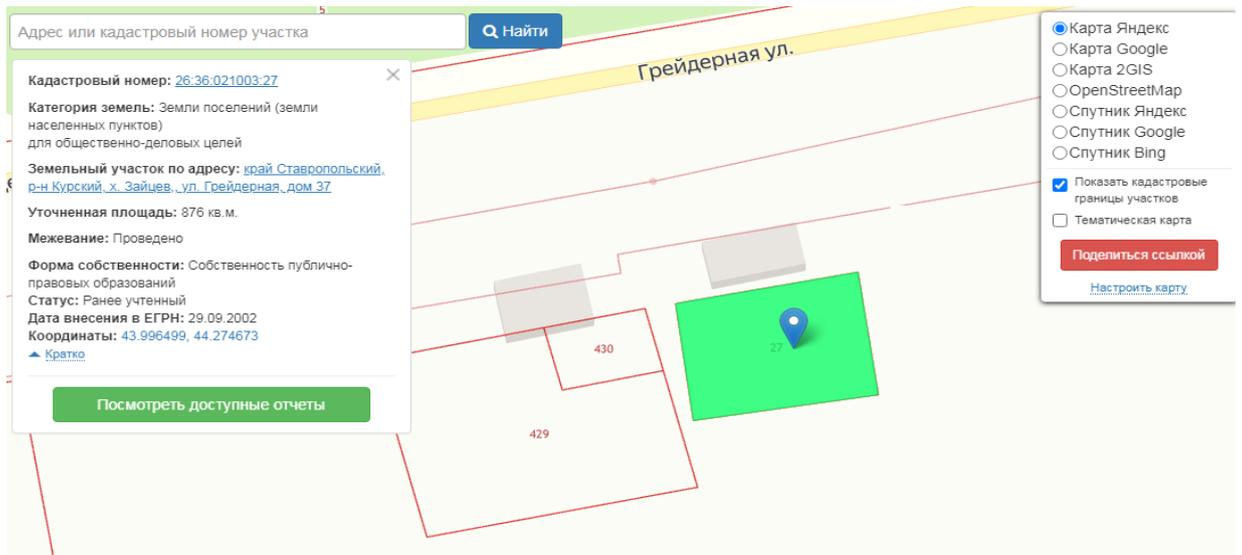 5
Адрес или кадастровый номер участка
Найти
Грейдерная ул.
Кадастровый номер: 26:36:021003:27
Категория земель: Земли поселений (земли
населенных пунктов)
для общественно-деловых целей
Земельный участок по адресу: край Ставропольский,
р-н Курский, х. Зайцев,, ул. Грейдерная, дом 37
Уточненная площадь: 876 кв.м.
Межевание: Проведено
Форма собственности: Собственность публично-
правовых образований
Статус: Ранее учтенный
Дата внесения в ЕГРН: 29.09.2002
Координаты: 43.996499, 44.274673
Кратко
Посмотреть доступные отчеты
430
27
429
Карта Яндекс
Карта Google
Карта 2GIS
OpenStreetMap
Спутник Яндекс
Спутник Google
Спутник Bing
Показать кадастровые
границы участков
Тематическая карта
Поделиться ссылкой
Настроить карту